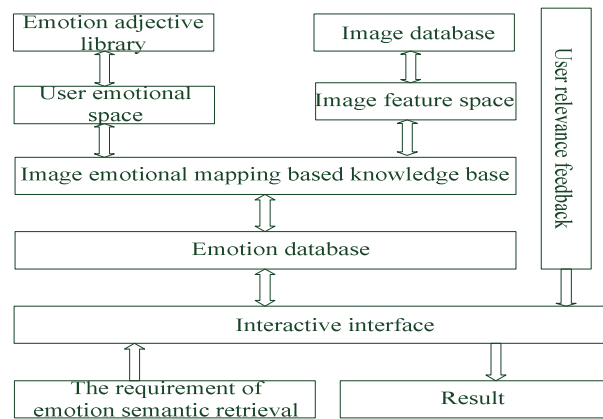 Emotion adjective
library
Image database
User relevance feedback
User emotional
space
Image feature space
Image emotional mapping based knowledge base
Emotion database
Interactive interface
The requirement of
emotion semantic retrieval
Result